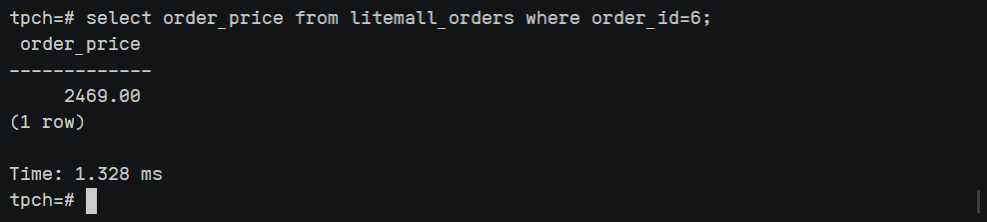 tpch=# select order_price from litemall_orders where order_id=6;
 order_price
-------------
     2469.00
(1 row)

Time: 1.328 ms
tpch=#